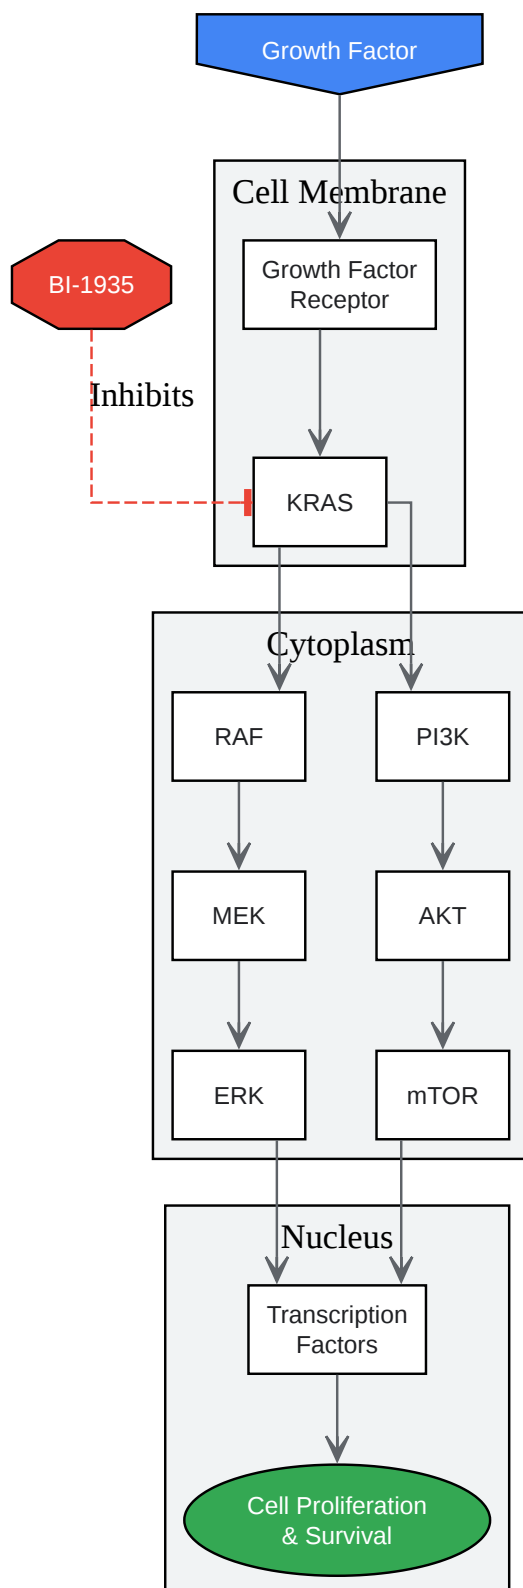 Growth Factor
Cell Membrane
Growth Factor
Receptor
BI-1935
Inhibits
KRAS
Cytoplasm
RAF
PI3K
MEK
AKT
ERK
mTOR
Nucleus
Transcription
Factors
Cell Proliferation
& Survival